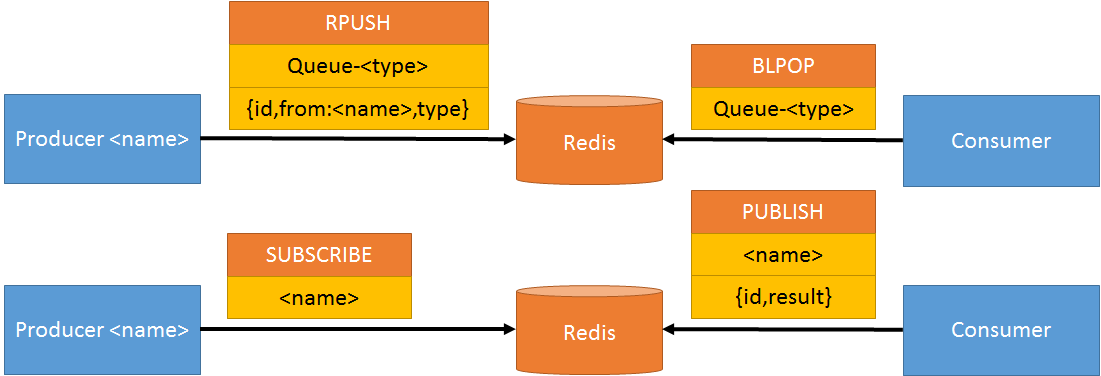 RPUSH
Queue-<type>
{id,from:<name>,type}
BLPOP
Queue-<type>
Producer <name>
Redis
Consumer
SUBSCRIBE
<name>
PUBLISH
<name>
{id,result}
Producer <name>
Redis
Consumer